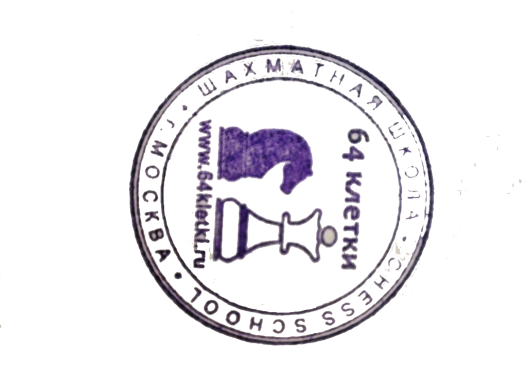 ШАХМАТНАЯ ШКОЛА • CHESS SCHOOL • г. МОСКВА •
64 клетки
www.64kletki.ru